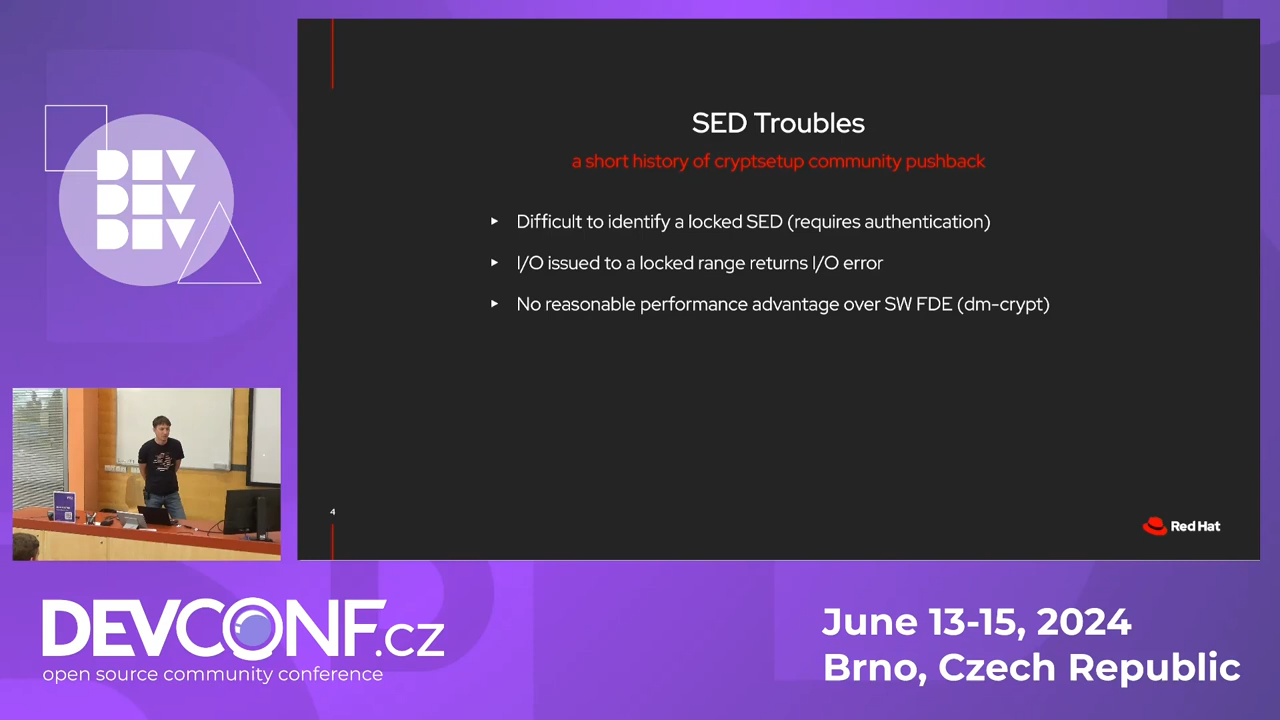 DEV
DEV
DEV
SED Troubles
a short history of cryptsetup community pushback
▸ Difficult to identify a locked SED (requires authentication)
▸ I/O issued to a locked range returns I/O error
▸ No reasonable performance advantage over SW FDE (dm-crypt)
4
Red Hat
DEVCONF.cz
open source community conference
June 13-15, 2024
Brno, Czech Republic